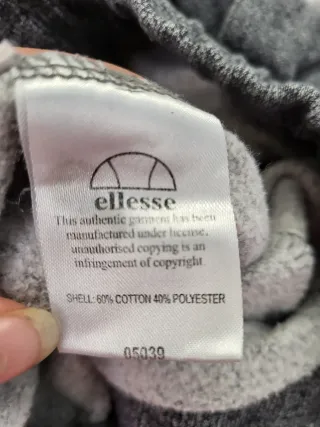 ellesse
This authentic garment has been
manufactured under license,
unauthorised copying is an
infringement of copyright.
SHELL: 60% COTTON 40% POLYESTER
05039